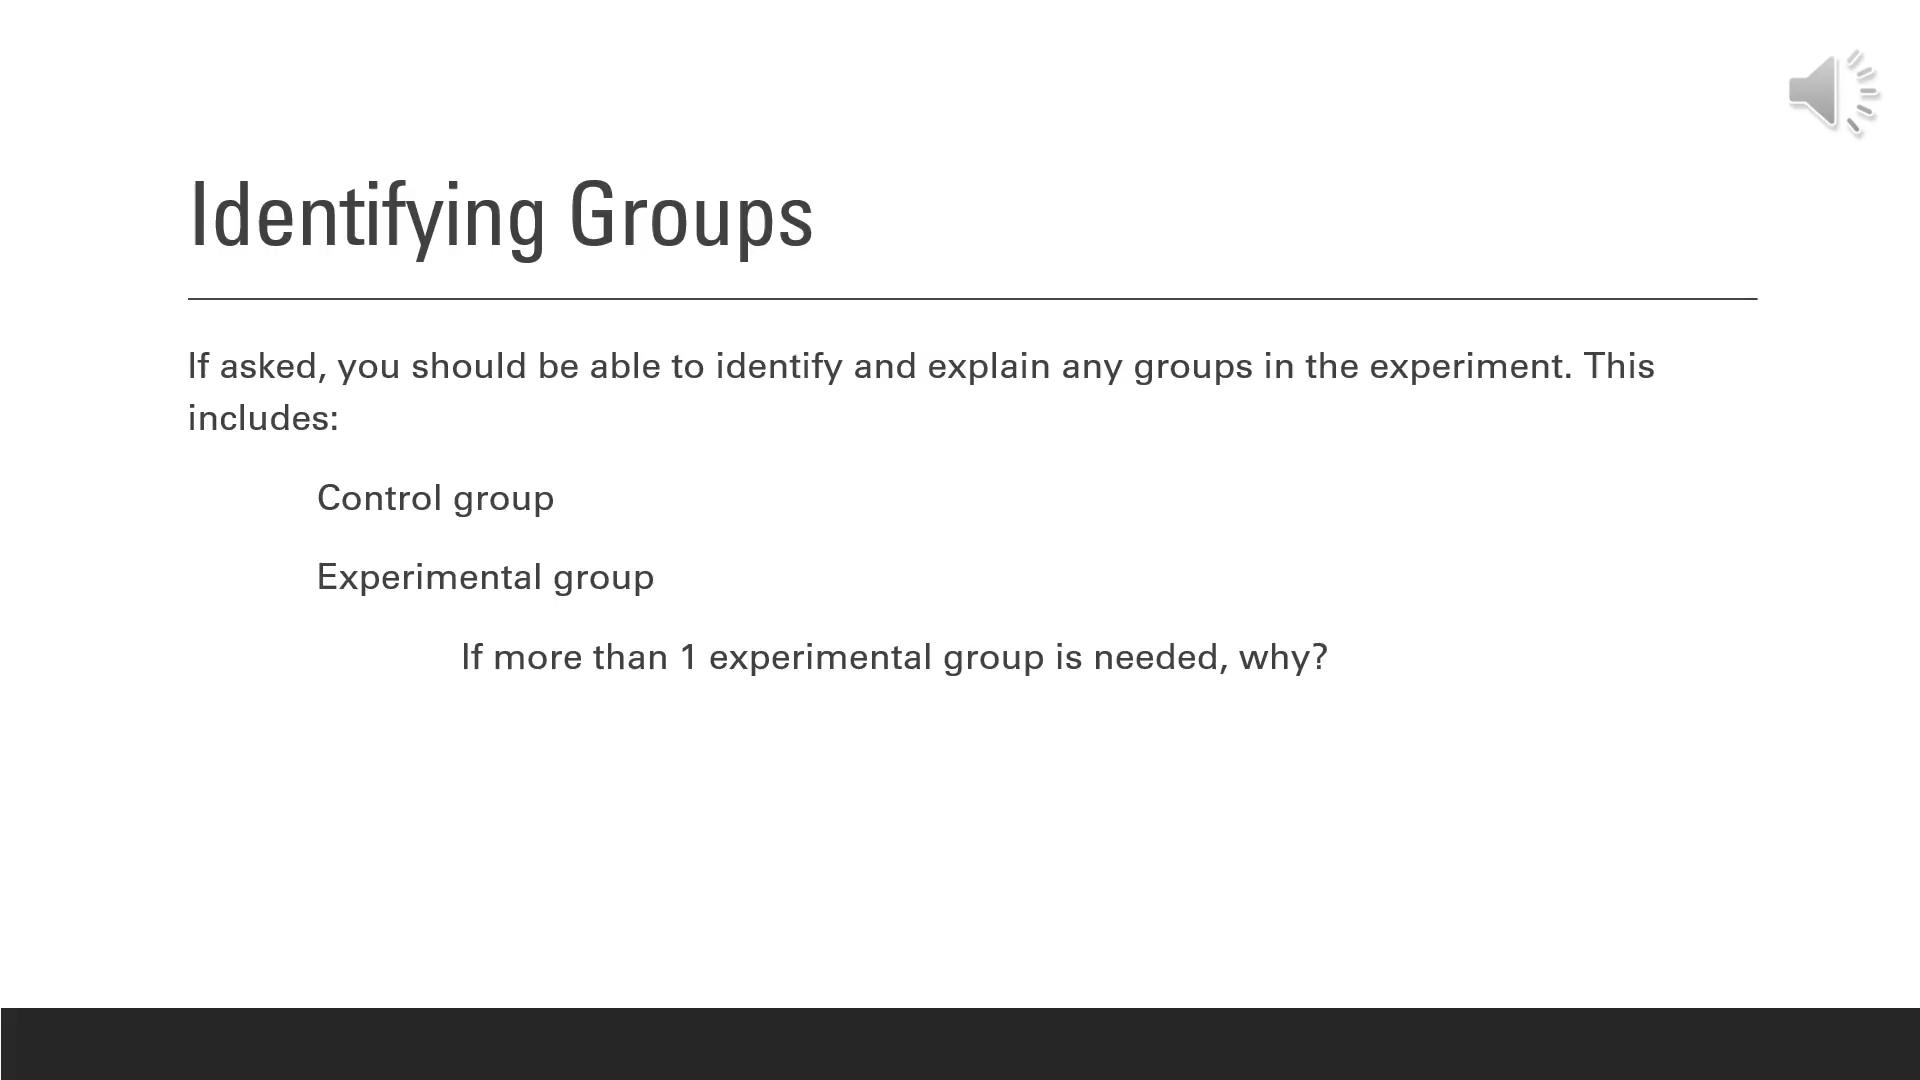 Identifying Groups
If asked, you should be able to identify and explain any groups in the experiment. This
includes:
Control group
Experimental group
If more than 1 experimental group is needed, why?